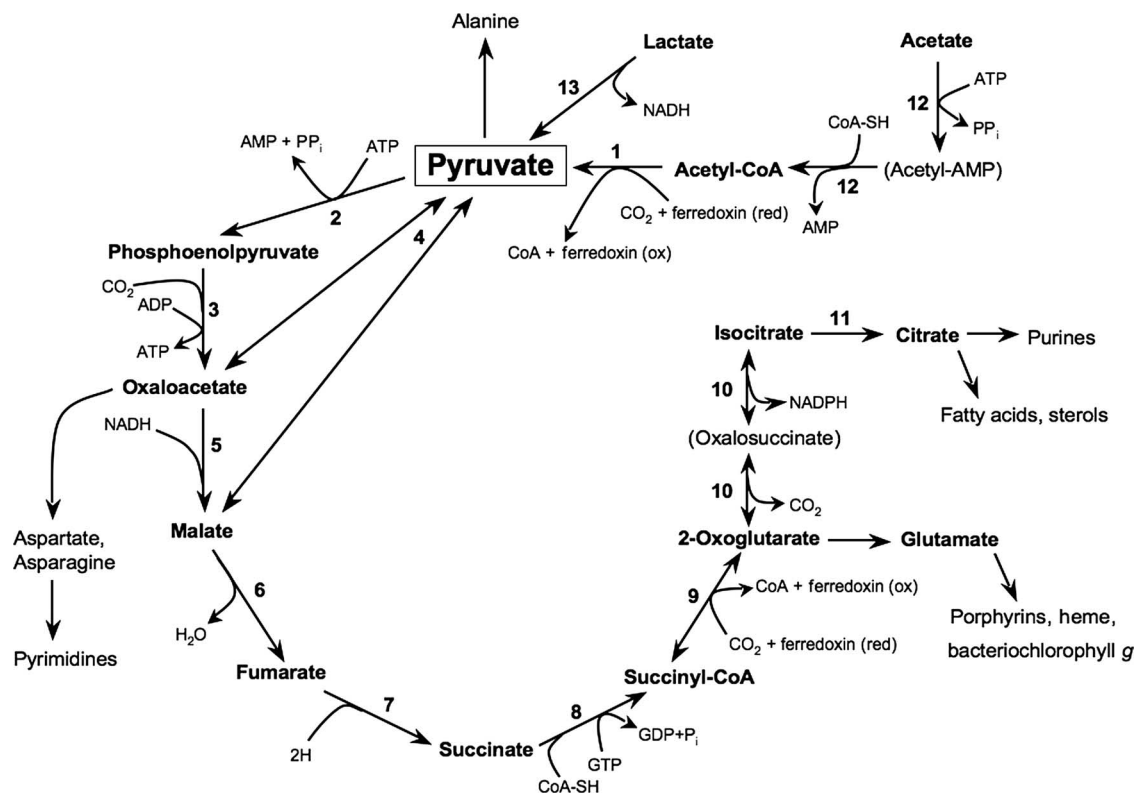 Alanine
Lactate
Acetate
13
NADH
ATP
12
PPi
CoA-SH
AMP + PPi
ATP
Pyruvate
1
Acetyl-CoA
12
(Acetyl-AMP)
2
CO2 + ferredoxin (red)
AMP
4
CoA + ferredoxin (ox)
Phosphoenolpyruvate
CO2
ADP
3
ATP
Isocitrate
11
Citrate
Purines
Oxaloacetate
10
NADPH
Fatty acids, sterols
NADH
5
(Oxalosuccinate)
10
CO2
Malate
Aspartate,
Asparagine
2-Oxoglutarate
Glutamate
6
H2O
9
CoA + ferredoxin (ox)
Porphyrins, heme,
bacteriochlorophyll g
CO2 + ferredoxin (red)
Pyrimidines
Fumarate
Succinyl-CoA
7
8
2H
Succinate
GDP+Pi
GTP
CoA-SH